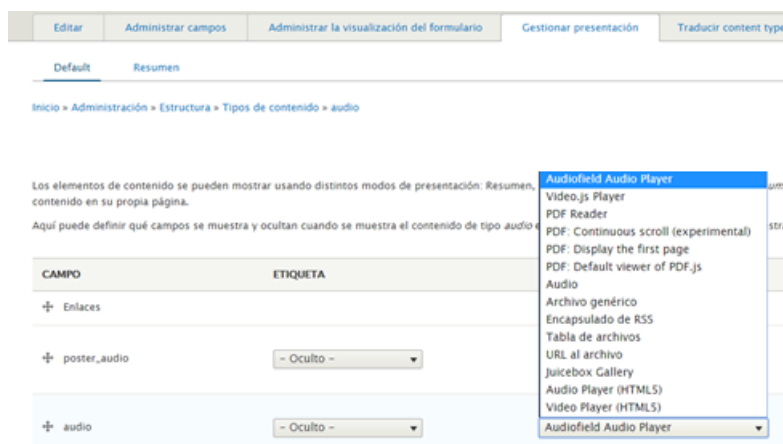 Editar Administrar campos Administrar la visualización del formulario Gestionar presentación Traducir content type
Default Resumen
Inicio » Administración » Estructura » Tipos de contenido » audio
Los elementos de contenido se pueden mostrar usando distintos modos de presentación: Resumen,
contenido en su propia página.
Aquí puede definir qué campos se muestra y ocultan cuando se muestra el contenido de tipo audio
Audiofield Audio Player
Video.js Player
PDF Reader
PDF: Continuous scroll (experimental)
PDF: Display the first page
PDF: Default viewer of PDF.js
Audio
Archivo genérico
Encapsulado de RSS
Tabla de archivos
URL al archivo
Juicebox Gallery
Audio Player (HTML5)
Video Player (HTML5)
CAMPO ETIQUETA
Enlaces
poster_audio - Oculto -
audio - Oculto - Audiofield Audio Player